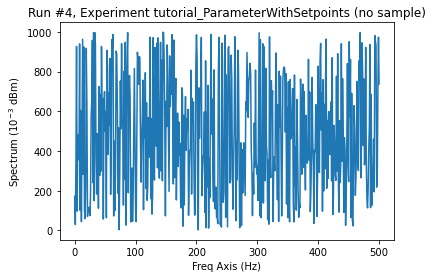 Run #4, Experiment tutorial_ParameterWithSetpoints (no sample)
1000
800
600
400
200
0
Spectrum (10⁻³ dBm)
0 100 200 300 400 500
Freq Axis (Hz)